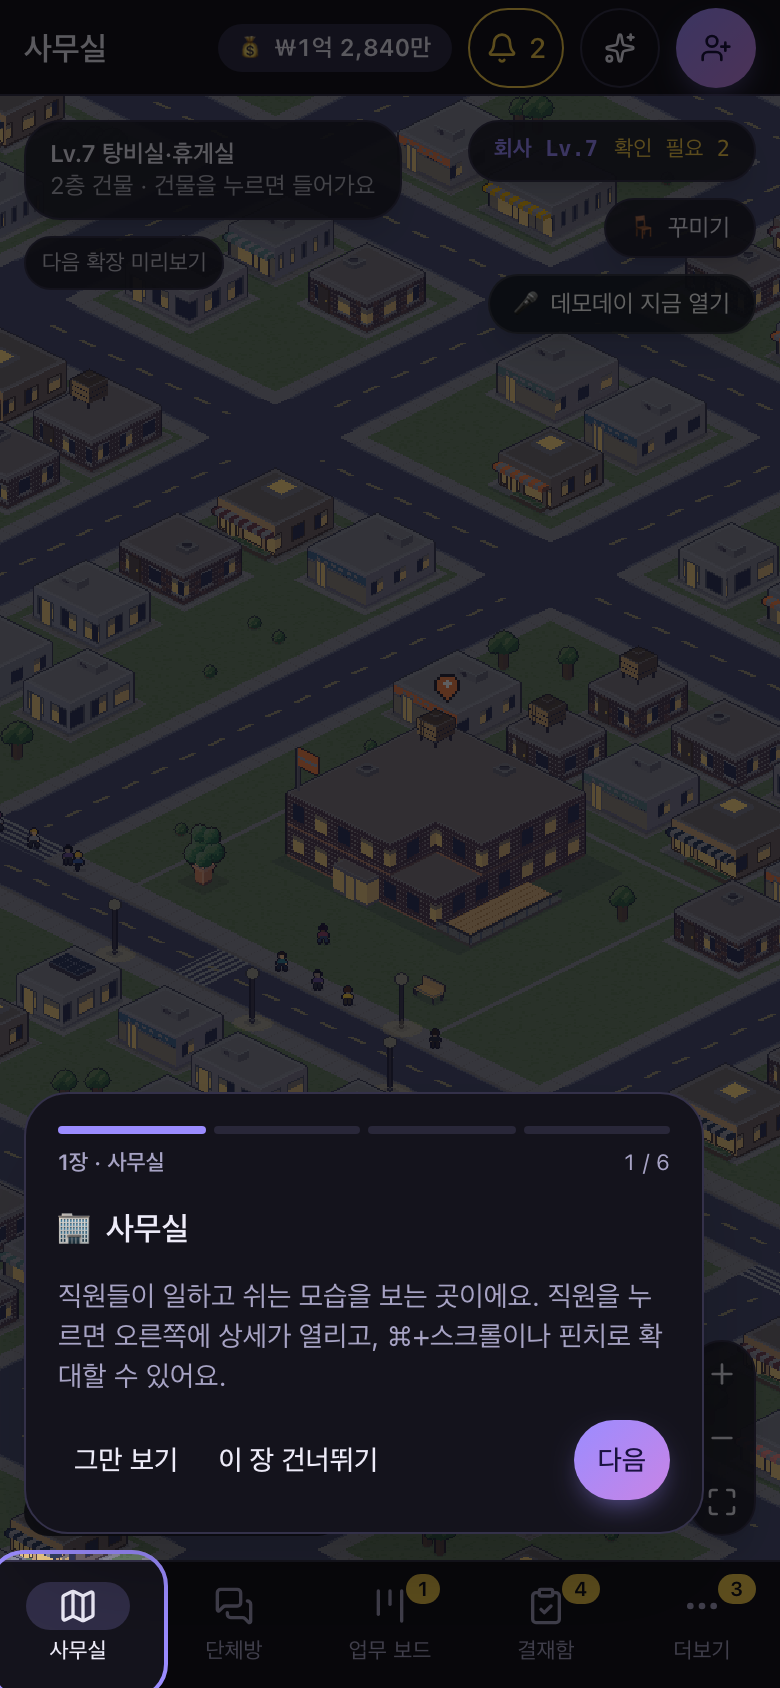 사무실
💰 ₩1억 2,840만
2
Lv.7 탕비실·휴게실
2층 건물 · 건물을 누르면 들어가요
회사 Lv.7 확인 필요 2
🪑 꾸미기
다음 확장 미리보기
🎤 데모데이 지금 열기
1장 · 사무실
1 / 6
🏢 사무실
직원들이 일하고 쉬는 모습을 보는 곳이에요. 직원을 누
르면 오른쪽에 상세가 열리고, ⌘+스크롤이나 핀치로 확
대할 수 있어요.
그만 보기
이 장 건너뛰기
다음
사무실
단체방
1
업무 보드
4
결재함
3
더보기